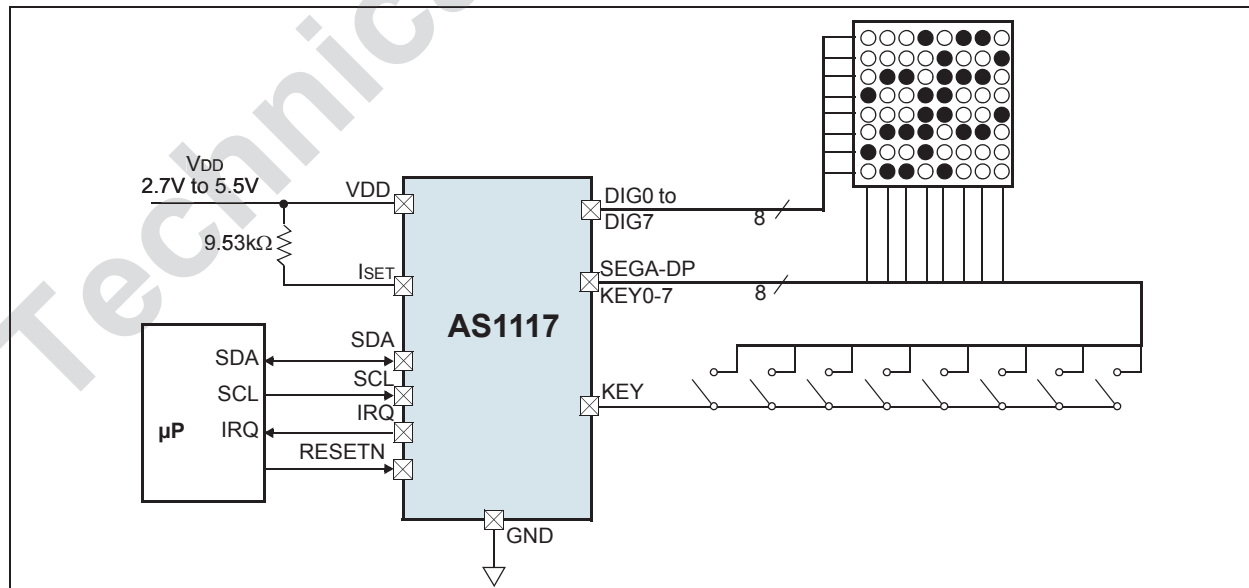 Technica
VDD
2.7V to 5.5V
9.53kΩ
VDD
ISET
SDA
SCL
IRQ
RESETN
µP
SDA
SCL
IRQ
AS1117
DIG0 to
DIG7
8
SEGA-DP
KEY0-7
8
KEY
GND